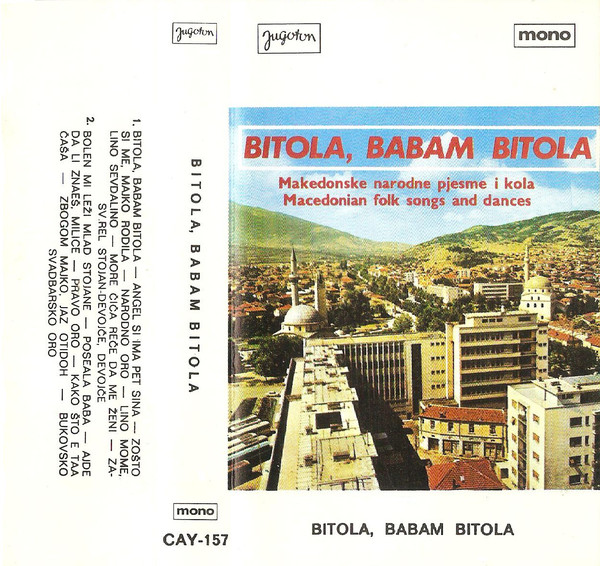 Jugoton
1. BITOLA, BABAM BITOLA — ANGEL SI IMA PET SINA — ZOŠTO
SI ME, MAJKO RODILA — NARODNO ORO — LINO MOME,
LINO SEVDALINO — MORE ČIČA REČE DA ME ŽENI — ZA-
SV.REL STOJAN-DEVOJČE, DEVOJČE
2. BOLEN MI LEŽI MLAD STOJANE — POSEALA BABA — AJDE
DA LI ZNAEŠ, MILICE — PRAVO ORO — KAKO ŠTO E TAA
ČAŠA — ZBOGOM MAJKO, JAZ OTIDOH — BUKOVSKO
SVADBARSKO ORO
BITOLA, BABAM BITOLA
mono
CAY-157
Jugoton
mono
BITOLA, BABAM BITOLA
Makedonske narodne pjesme i kola
Macedonian folk songs and dances
BITOLA, BABAM BITOLA